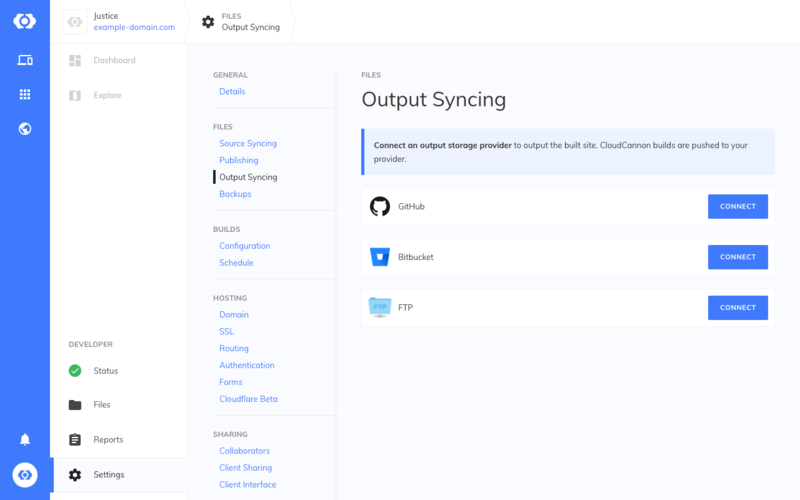 Justice
example-domain.com
FILES
Output Syncing
Dashboard
Explore
DEVELOPER
Status
Files
Reports
Settings
GENERAL
Details
FILES
Source Syncing
Publishing
Output Syncing
Backups
BUILDS
Configuration
Schedule
HOSTING
Domain
SSL
Routing
Authentication
Forms
Cloudflare Beta
SHARING
Collaborators
Client Sharing
Client Interface
FILES
Output Syncing
Connect an output storage provider to output the built site. CloudCannon builds are pushed to your
provider.
GitHub
CONNECT
Bitbucket
CONNECT
FTP
FTP
CONNECT